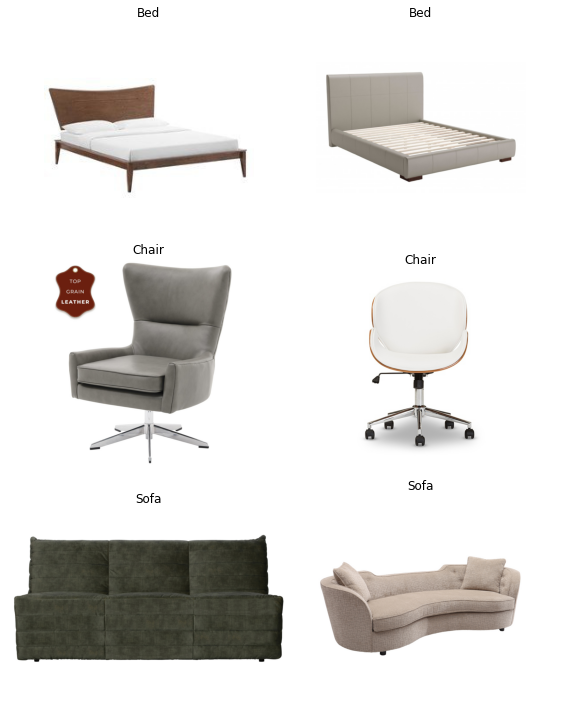 Bed
Bed
Chair
TOP
GRAIN
LEATHER
Chair
Sofa
Sofa